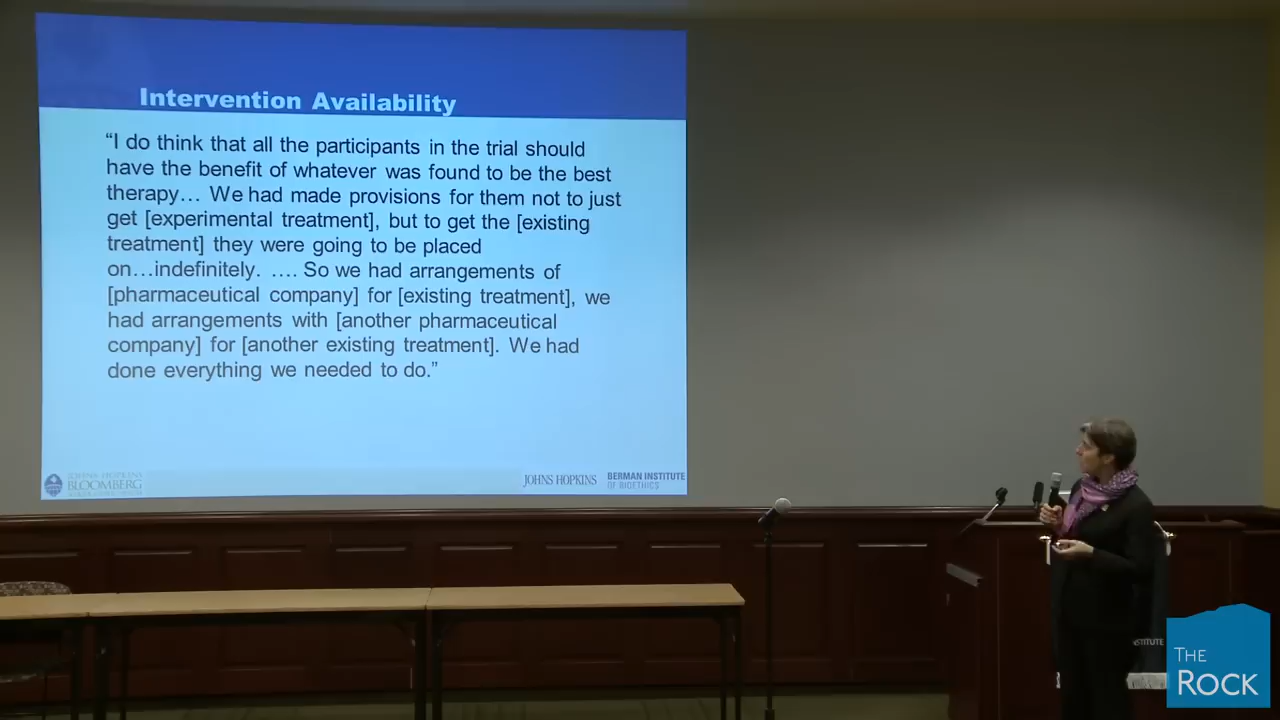 Intervention Availability
“I do think that all the participants in the trial should
have the benefit of whatever was found to be the best
therapy… We had made provisions for them not to just
get [experimental treatment], but to get the [existing
treatment] they were going to be placed
on…indefinitely. …. So we had arrangements of
[pharmaceutical company] for [existing treatment], we
had arrangements with [another pharmaceutical
company] for [another existing treatment]. We had
done everything we needed to do.”
JOHNS HOPKINS
BLOOMBERG
JOHNS HOPKINS
BERMAN INSTITUTE
OF BIOETHICS
THE
ROCK